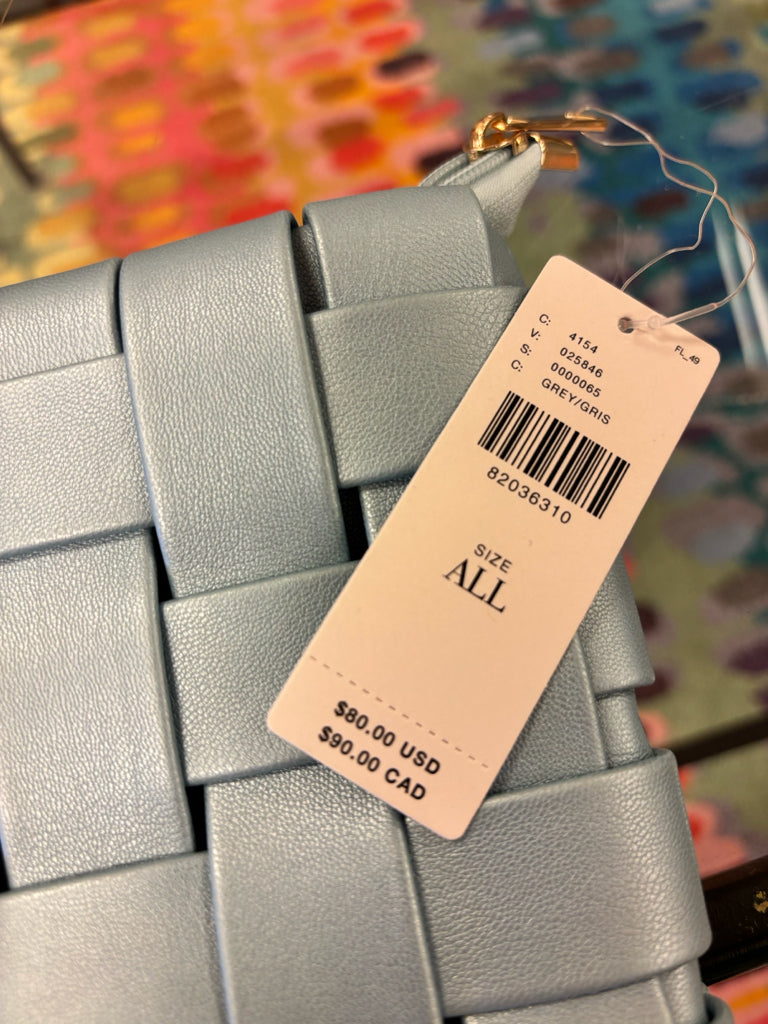 FL_49
C: 4154
V: 025846
S: 0000065
C: GREY/GRIS
82036310
SIZE
ALL
$80.00 USD
$90.00 CAD